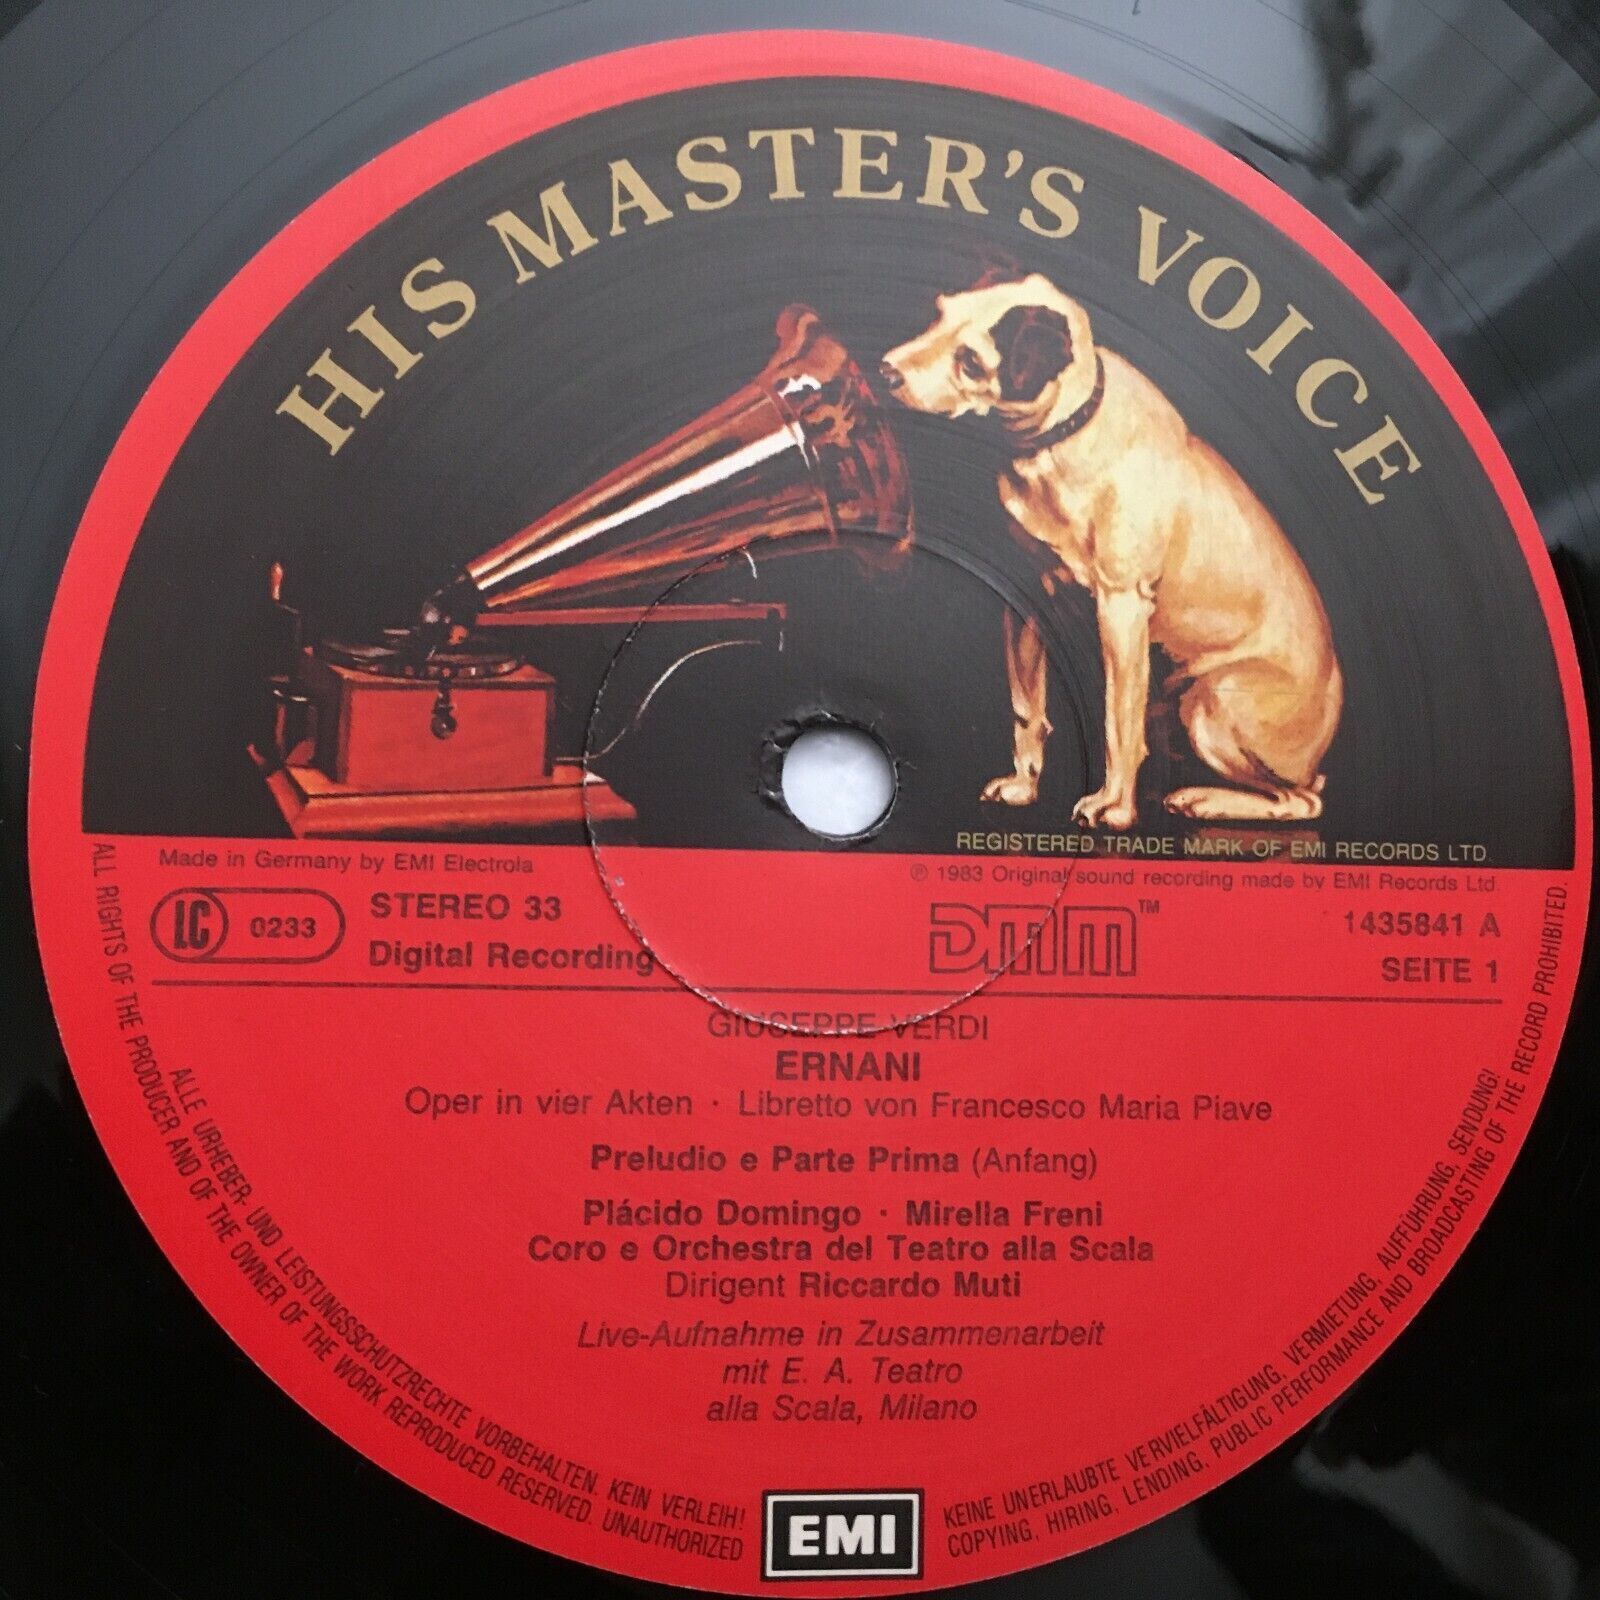 HIS MASTER'S VOICE
REGISTERED TRADE MARK OF EMI RECORDS LTD.
Made in Germany by EMI Electrola
℗ 1983 Original sound recording made by EMI Records Ltd.
LC 0233
STEREO 33
Digital Recording
DMM™
1435841 A
SEITE 1
GIUSEPPE VERDI
ERNANI
Oper in vier Akten · Libretto von Francesco Maria Piave
Preludio e Parte Prima (Anfang)
Plácido Domingo · Mirella Freni
Coro e Orchestra del Teatro alla Scala
Dirigent Riccardo Muti
Live-Aufnahme in Zusammenarbeit
mit E. A. Teatro
alla Scala, Milano
ALLE URHEBER- UND LEISTUNGSSCHUTZRECHTE VORBEHALTEN. KEIN VERLEIH! KEINE UNERLAUBTE VERVIELFÄLTIGUNG, VERMIETUNG, AUFFÜHRUNG, SENDUNG!
ALL RIGHTS OF THE PRODUCER AND OF THE OWNER OF THE WORK REPRODUCED RESERVED. UNAUTHORIZED COPYING, HIRING, LENDING, PUBLIC PERFORMANCE AND BROADCASTING OF THE RECORD PROHIBITED.
EMI